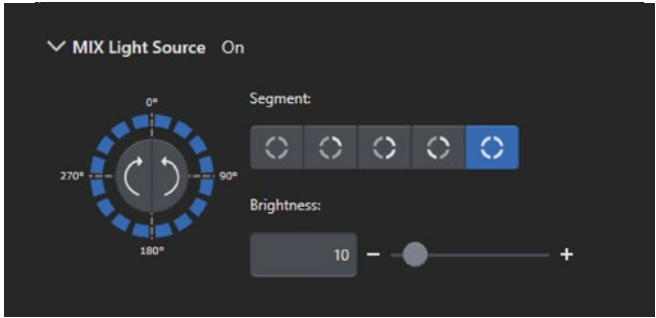 MIX Light Source On
0°
Segment:
270°
90°
180°
Brightness:
10 − +